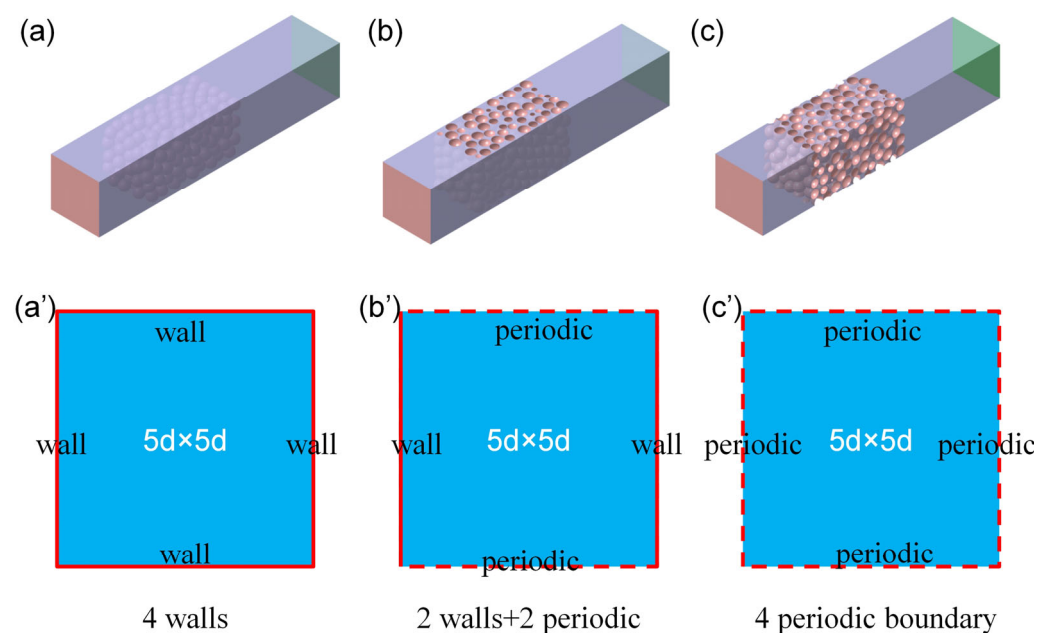 (a)
(b)
(c)
(a')
wall
wall
5d×5d
wall
wall
4 walls
(b')
periodic
wall
5d×5d
wall
periodic
2 walls+2 periodic
(c')
periodic
periodic
5d×5d
periodic
periodic
4 periodic boundary